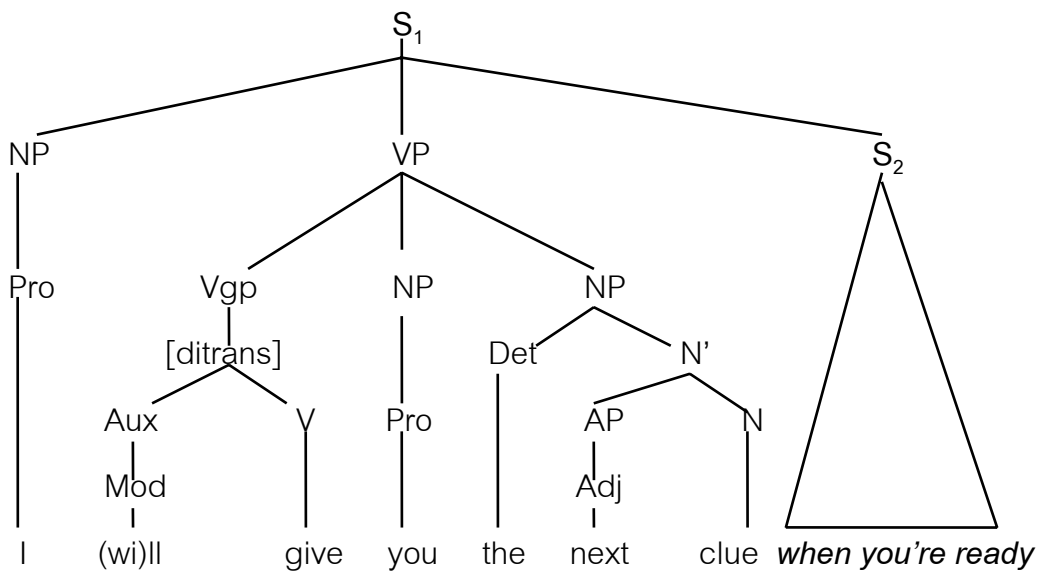 S₁
NP VP S₂
Pro Vgp NP NP
[ditrans] Det N’
Aux V Pro AP N
Mod Adj
I (wi)ll give you the next clue when you’re ready